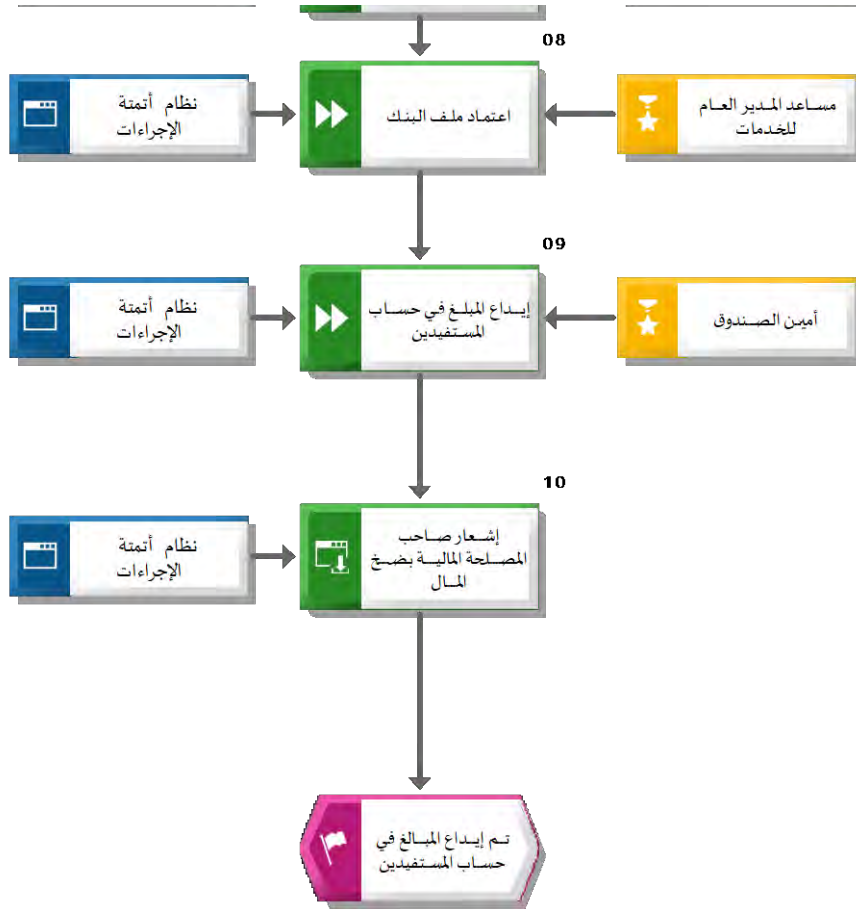 08
مساعد المدير العام
للخدمات
اعتماد ملف البنك
نظام أتمتة
الإجراءات
09
أمين الصندوق
إيداع المبلغ في حساب
المستفيدين
نظام أتمتة
الإجراءات
10
إشعار صاحب
المصلحة المالية بضخ
المال
نظام أتمتة
الإجراءات
تم إيداع المبالغ في
حساب المستفيدين